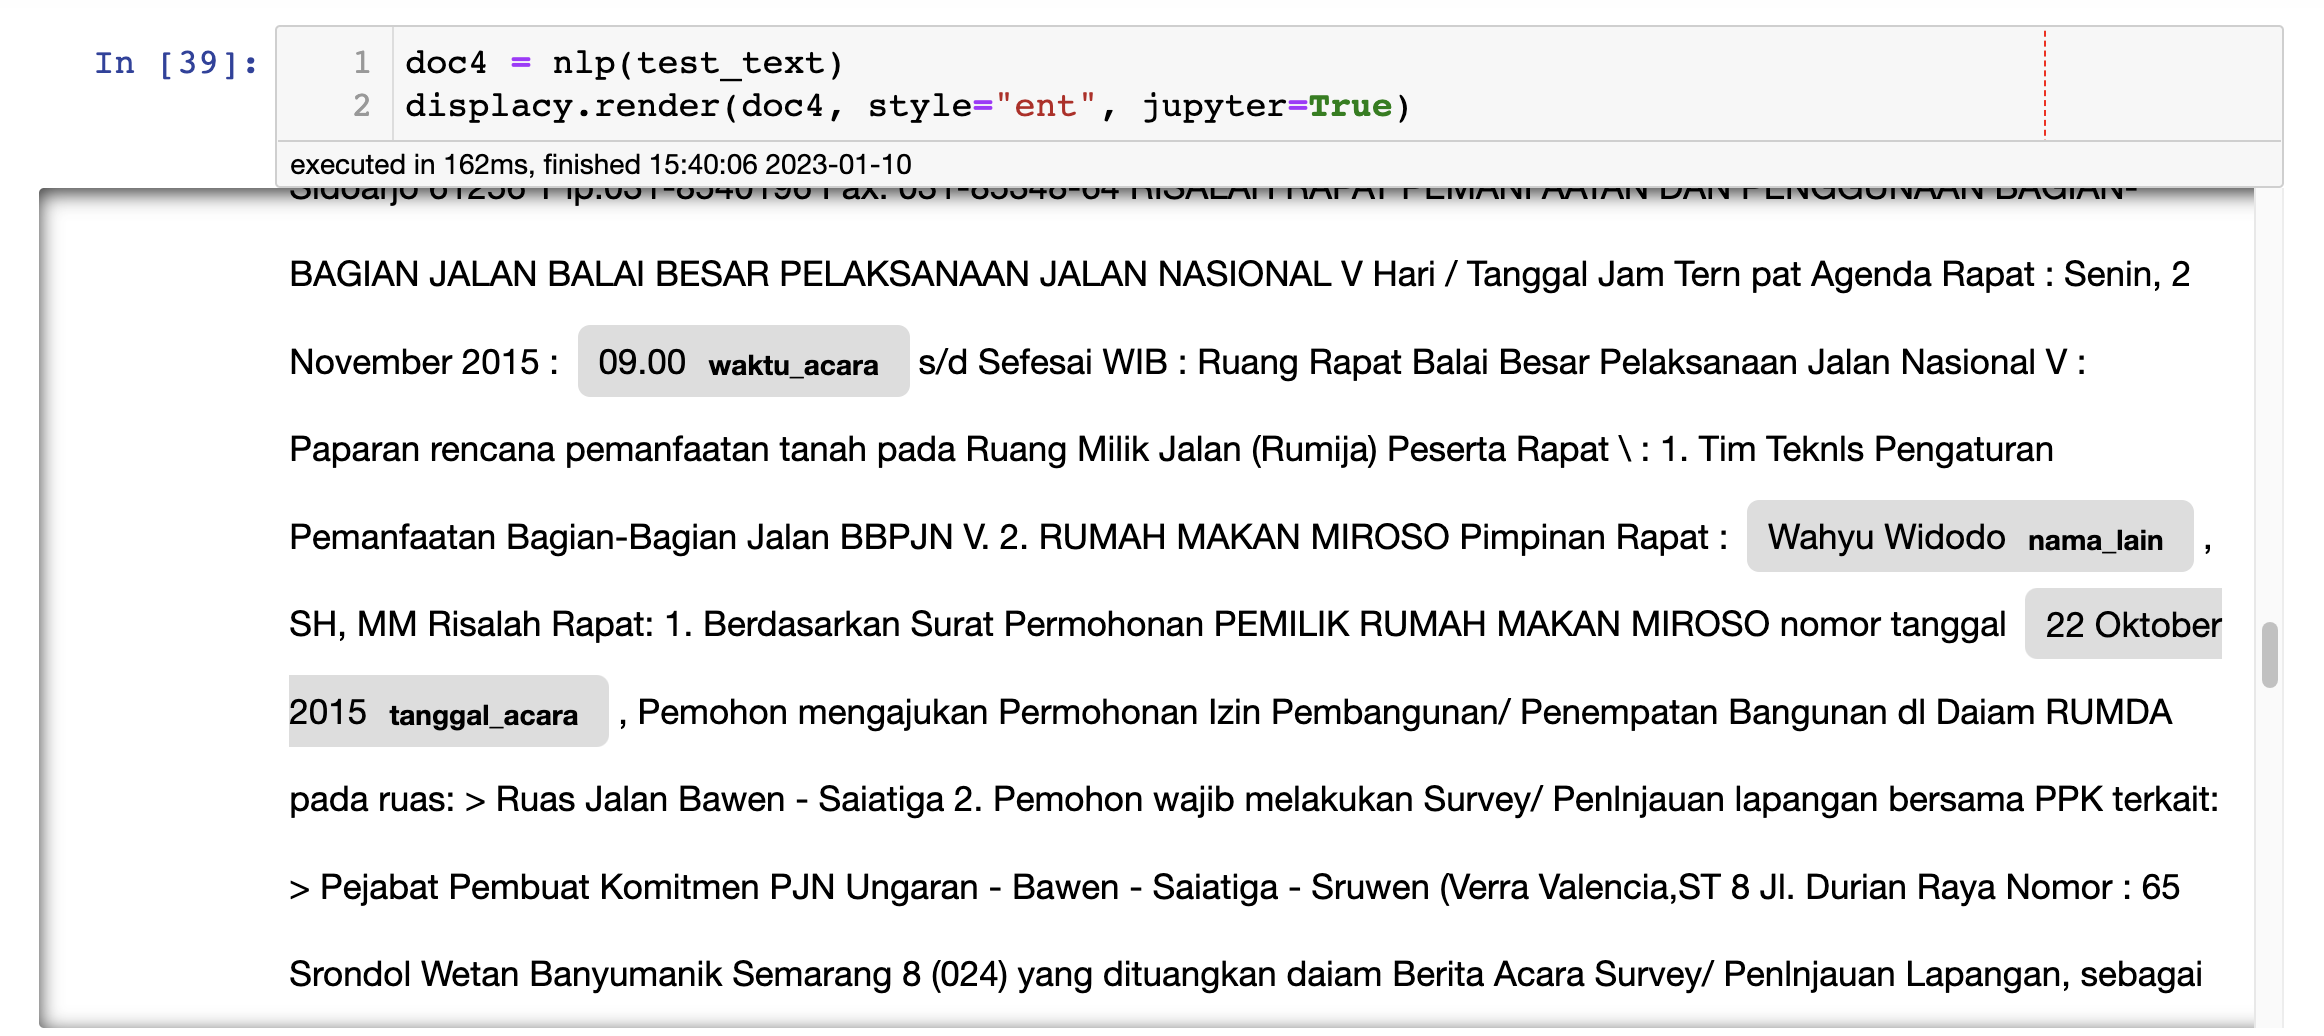 In [39]:
1 doc4 = nlp(test_text)
2 displacy.render(doc4, style="ent", jupyter=True)
executed in 162ms, finished 15:40:06 2023-01-10
RISALAH RAPAT PEMANFAATAN DAN PENGGUNAAN BAGIAN-
BAGIAN JALAN BALAI BESAR PELAKSANAAN JALAN NASIONAL V Hari / Tanggal Jam Tern pat Agenda Rapat : Senin, 2
November 2015 : 09.00 waktu_acara s/d Sefesai WIB : Ruang Rapat Balai Besar Pelaksanaan Jalan Nasional V :
Paparan rencana pemanfaatan tanah pada Ruang Milik Jalan (Rumija) Peserta Rapat \ : 1. Tim Teknls Pengaturan
Pemanfaatan Bagian-Bagian Jalan BBPJN V. 2. RUMAH MAKAN MIROSO Pimpinan Rapat : Wahyu Widodo nama_lain ,
SH, MM Risalah Rapat: 1. Berdasarkan Surat Permohonan PEMILIK RUMAH MAKAN MIROSO nomor tanggal 22 Oktober
2015 tanggal_acara , Pemohon mengajukan Permohonan Izin Pembangunan/ Penempatan Bangunan dl Daiam RUMDA
pada ruas: > Ruas Jalan Bawen - Saiatiga 2. Pemohon wajib melakukan Survey/ Penlnjauan lapangan bersama PPK terkait:
> Pejabat Pembuat Komitmen PJN Ungaran - Bawen - Saiatiga - Sruwen (Verra Valencia,ST 8 Jl. Durian Raya Nomor : 65
Srondol Wetan Banyumanik Semarang 8 (024) yang dituangkan daiam Berita Acara Survey/ Penlnjauan Lapangan, sebagai